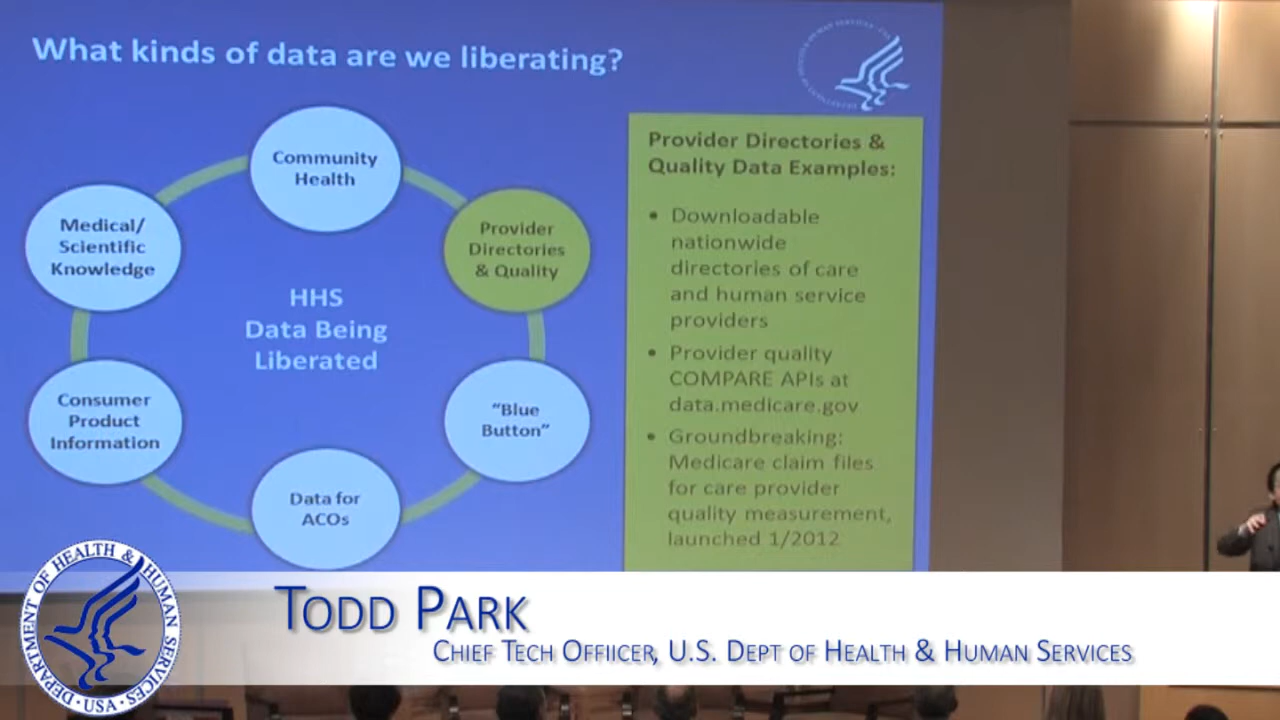 What kinds of data are we liberating?
Community
Health
Provider
Directories
& Quality
"Blue
Button"
Data for
ACOs
Consumer
Product
Information
Medical/
Scientific
Knowledge
HHS
Data Being
Liberated
Provider Directories &
Quality Data Examples:
• Downloadable
nationwide
directories of care
and human service
providers
• Provider quality
COMPARE APIs at
data.medicare.gov
• Groundbreaking:
Medicare claim files
for care provider
quality measurement,
launched 1/2012
DEPARTMENT OF HEALTH & HUMAN SERVICES · USA ·
TODD PARK
CHIEF TECH OFFIICER, U.S. DEPT OF HEALTH & HUMAN SERVICES